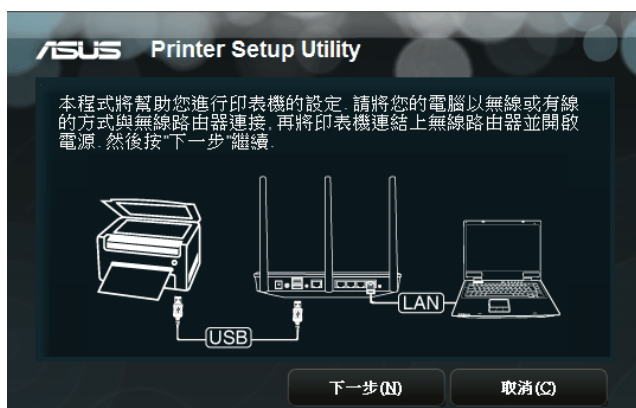 ASUS Printer Setup Utility
本程式將幫助您進行印表機的設定. 請將您的電腦以無線或有線
的方式與無線路由器連接, 再將印表機連結上無線路由器並開啟
電源. 然後按"下一步"繼續.
LAN
USB
下一步(N) 取消(C)